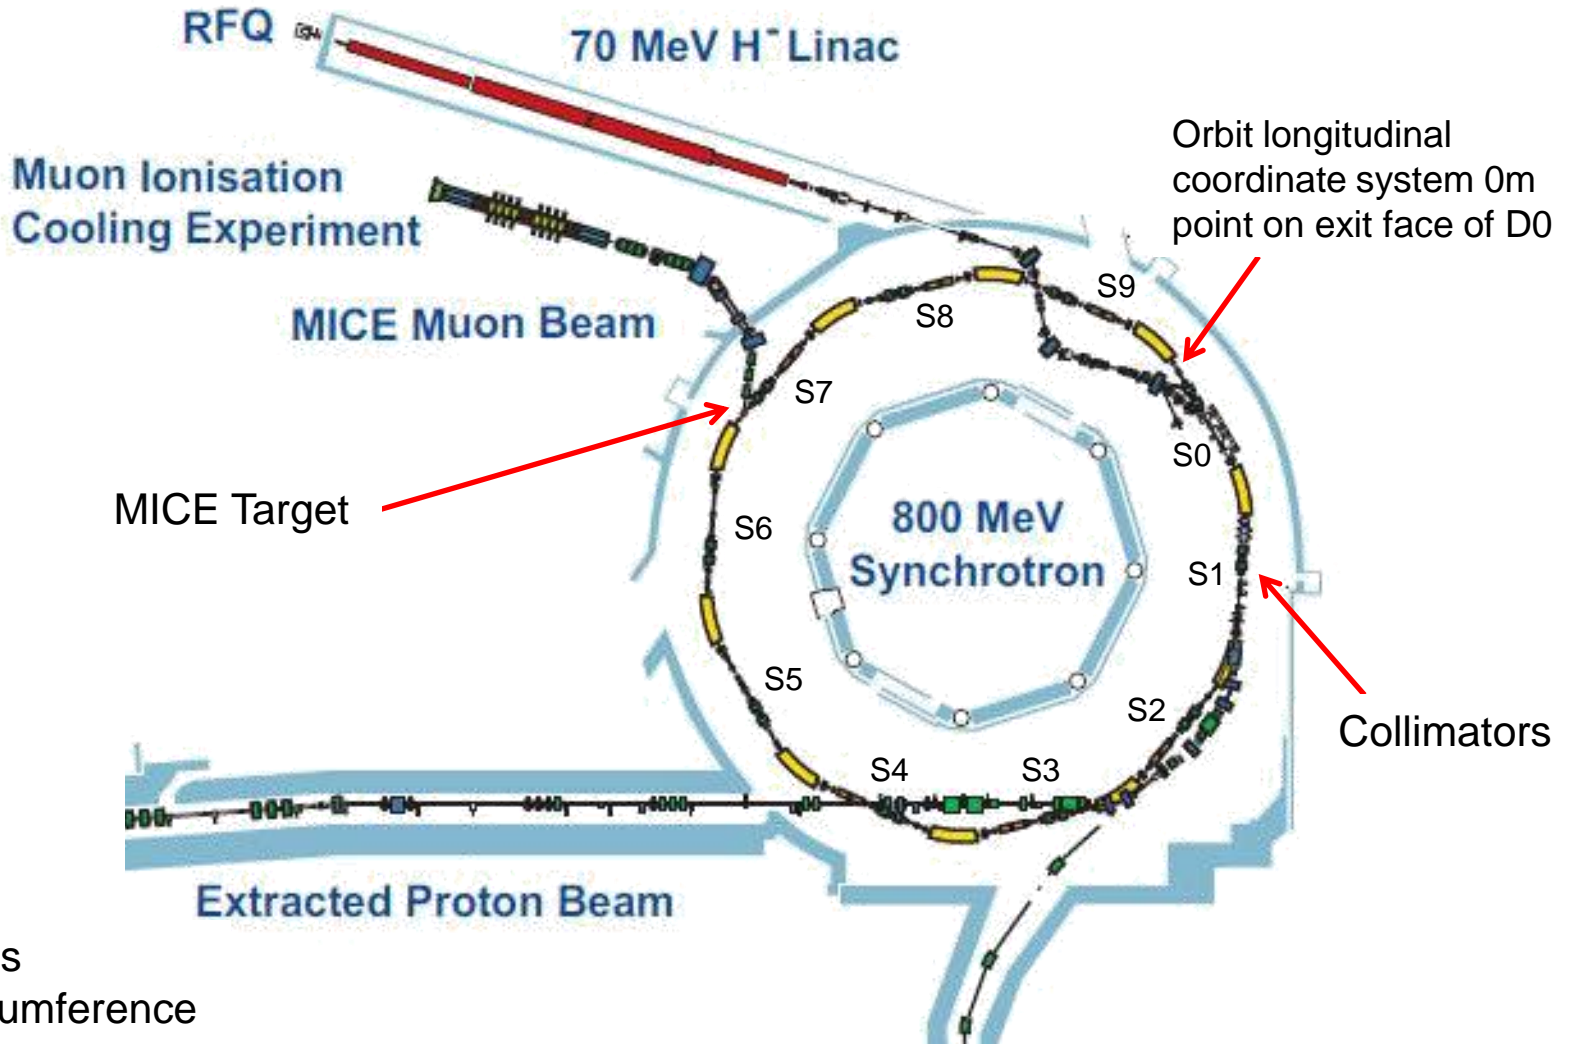 RFQ
70 MeV H⁻ Linac
Orbit longitudinal
coordinate system 0m
point on exit face of D0
Muon Ionisation
Cooling Experiment
MICE Muon Beam
S9
S8
S7
S0
MICE Target
S6
800 MeV
Synchrotron
S1
S5
S2
Collimators
S4
S3
Extracted Proton Beam
s
umference